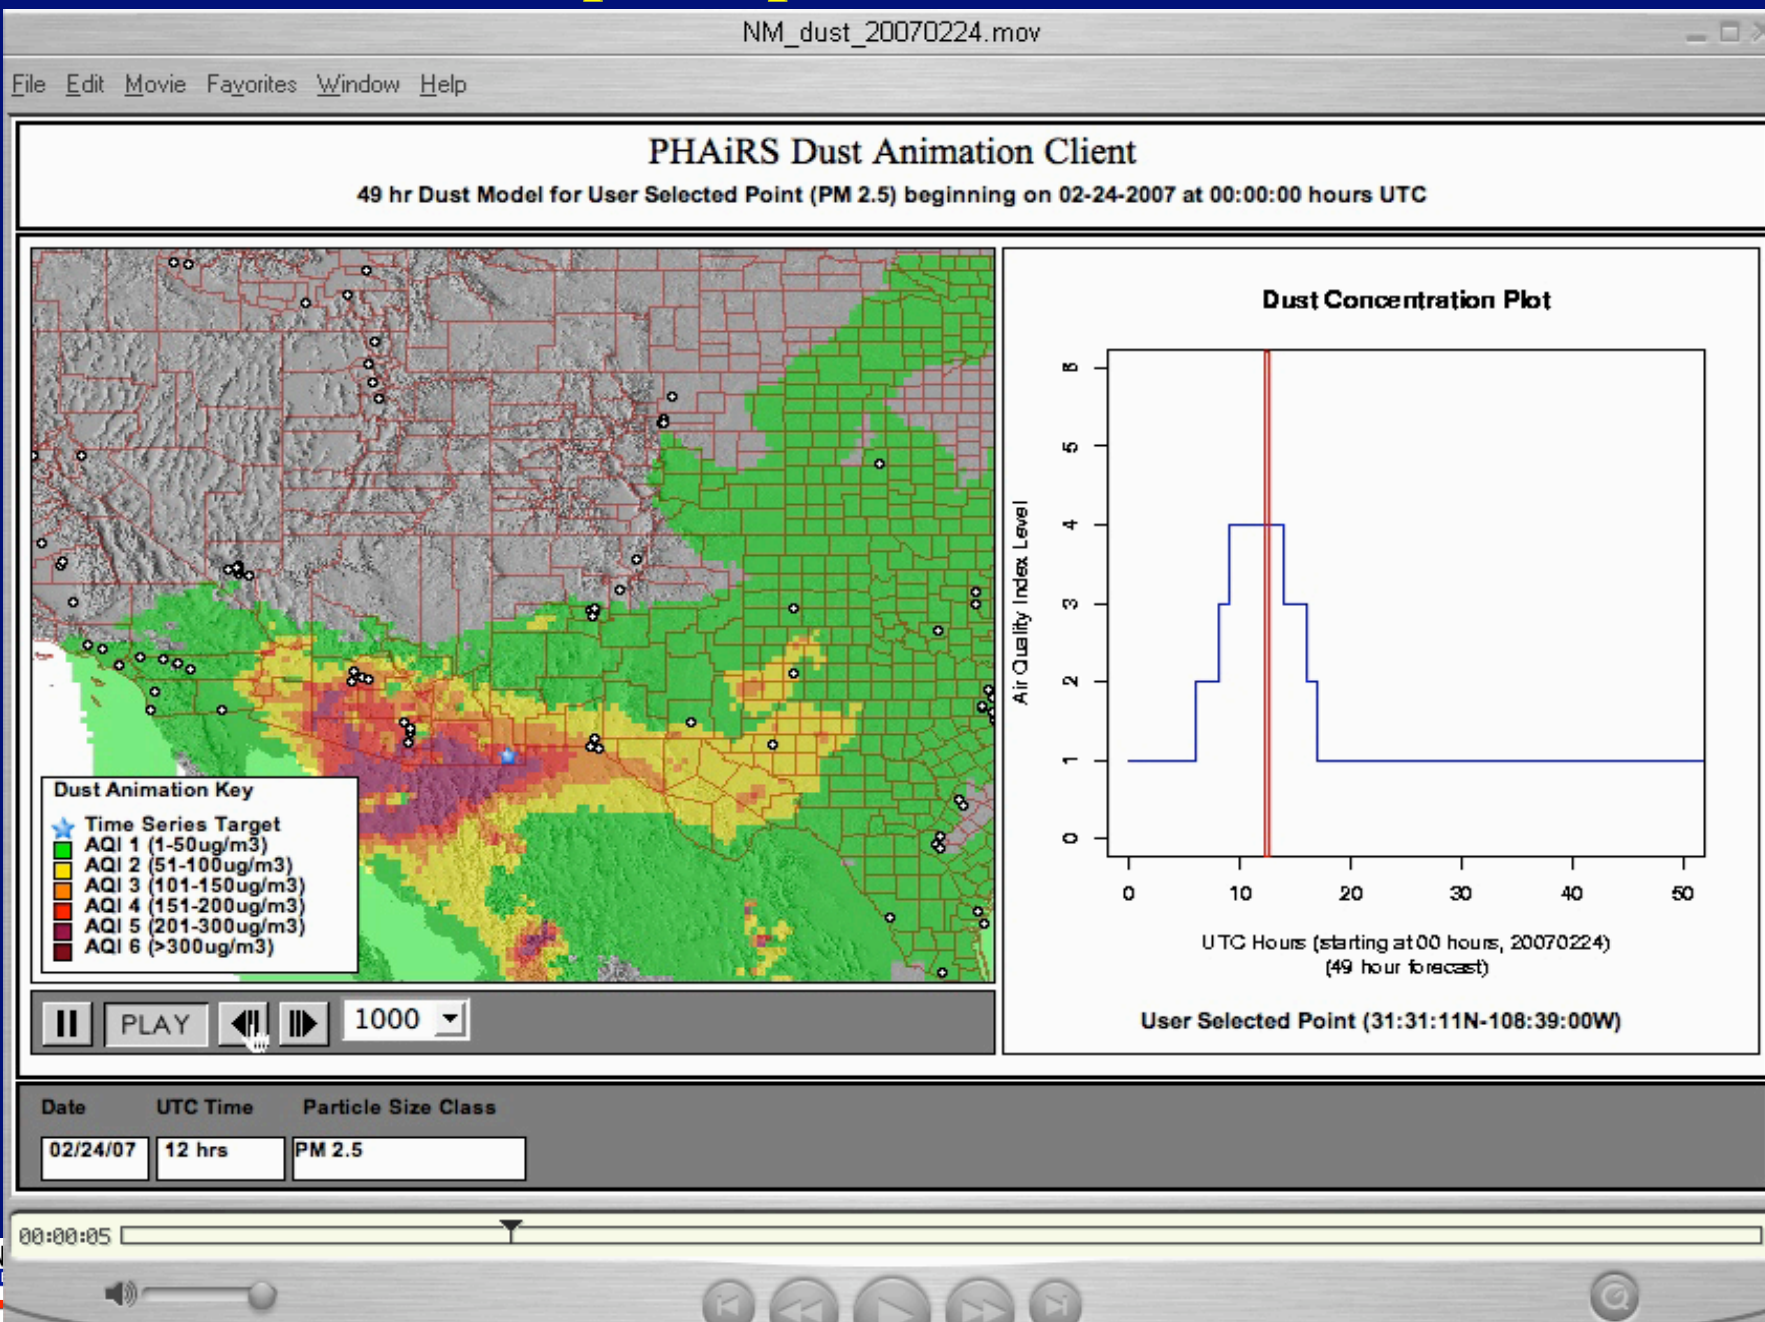 NM_dust_20070224.mov
File Edit Movie Favorites Window Help
PHAiRS Dust Animation Client
49 hr Dust Model for User Selected Point (PM 2.5) beginning on 02-24-2007 at 00:00:00 hours UTC
Dust Animation Key
Time Series Target
AQI 1 (1-50ug/m3)
AQI 2 (51-100ug/m3)
AQI 3 (101-150ug/m3)
AQI 4 (151-200ug/m3)
AQI 5 (201-300ug/m3)
AQI 6 (>300ug/m3)
Dust Concentration Plot
Air Quality Index Level
6
5
4
3
2
1
0
0 10 20 30 40 50
UTC Hours (starting at 00 hours, 20070224)
(49 hour forecast)
User Selected Point (31:31:11N-108:39:00W)
PLAY 1000
Date UTC Time Particle Size Class
02/24/07 12 hrs PM 2.5
00:00:05